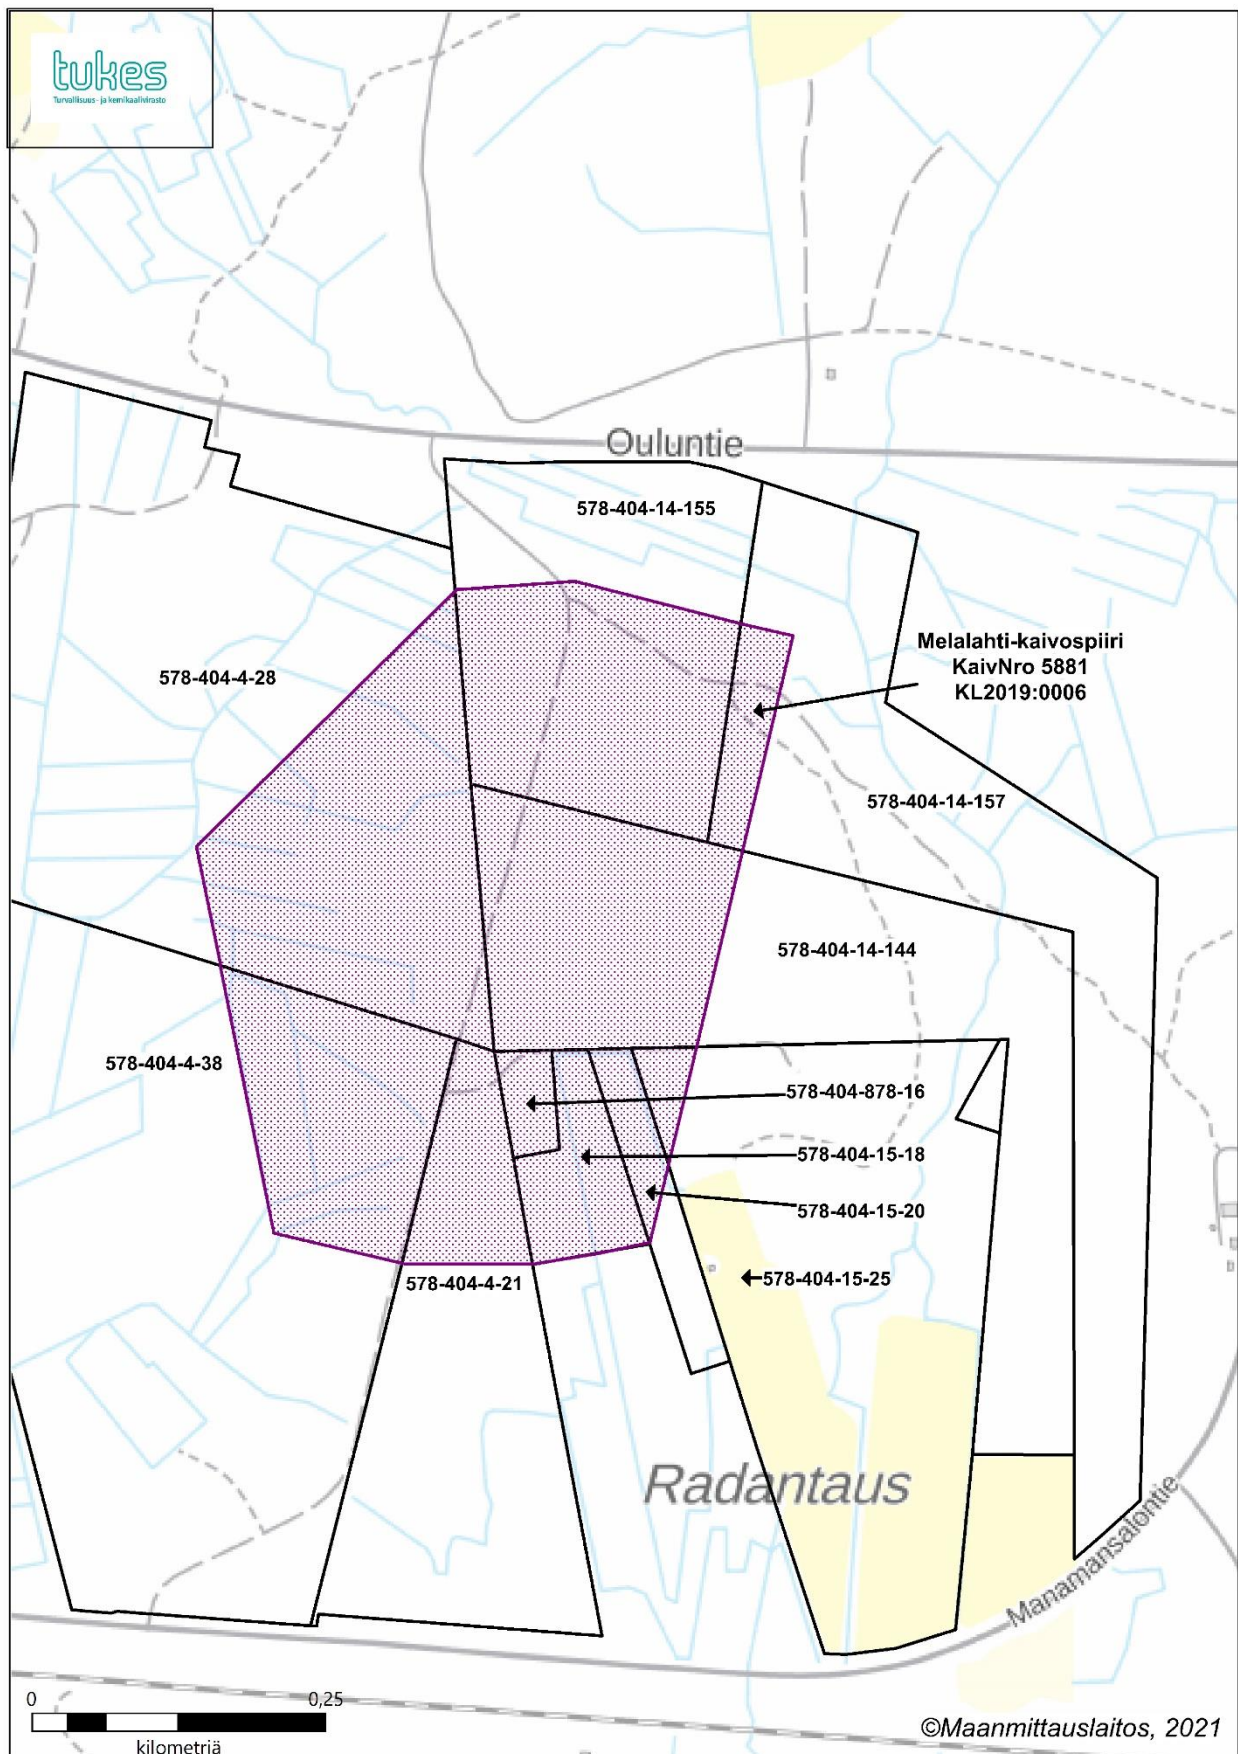 tukes
Turvallisuus- ja kemikaalivirasto
Ouluntie
578-404-14-155
Melalahti-kaivospiiri
KaivNro 5881
KL2019:0006
578-404-4-28
578-404-14-157
578-404-14-144
578-404-4-38
578-404-878-16
578-404-15-18
578-404-15-20
578-404-4-21
578-404-15-25
Radantaus
Manamansalontie
0 0,25
kilometriä
©Maanmittauslaitos, 2021